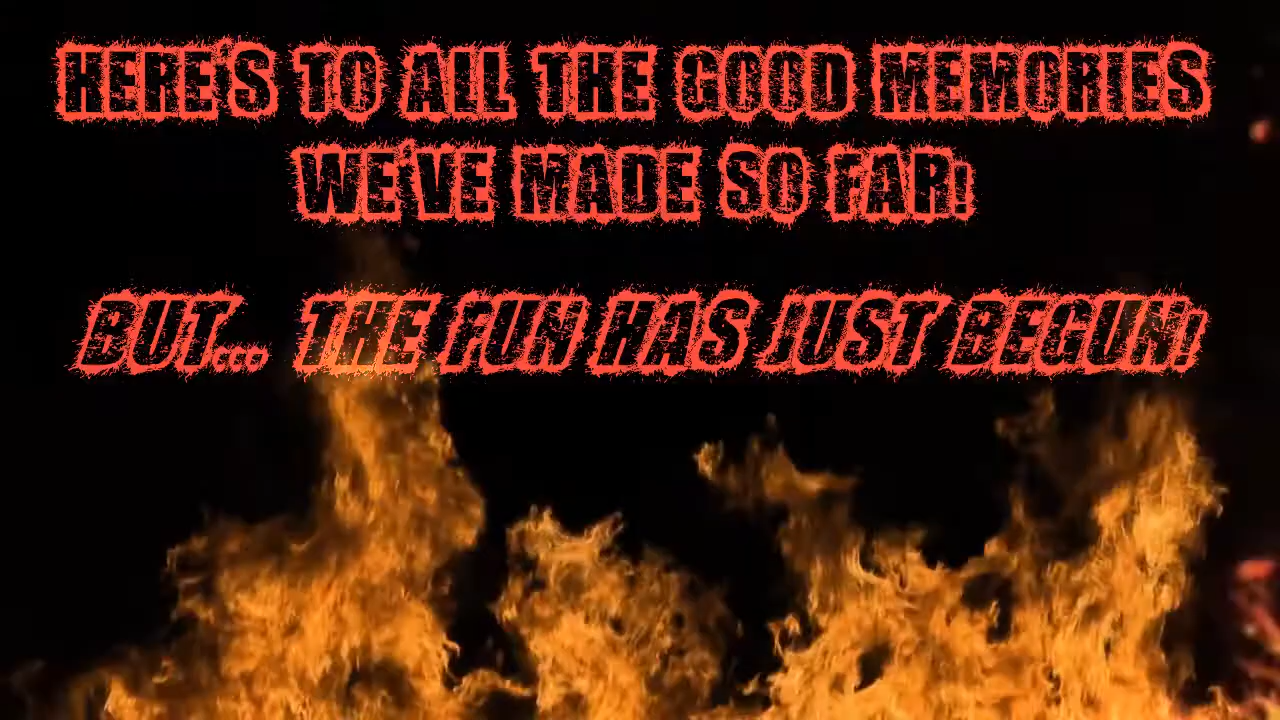 HERE'S TO ALL THE GOOD MEMORIES
WE'VE MADE SO FAR!
BUT... THE FUN HAS JUST BEGUN!